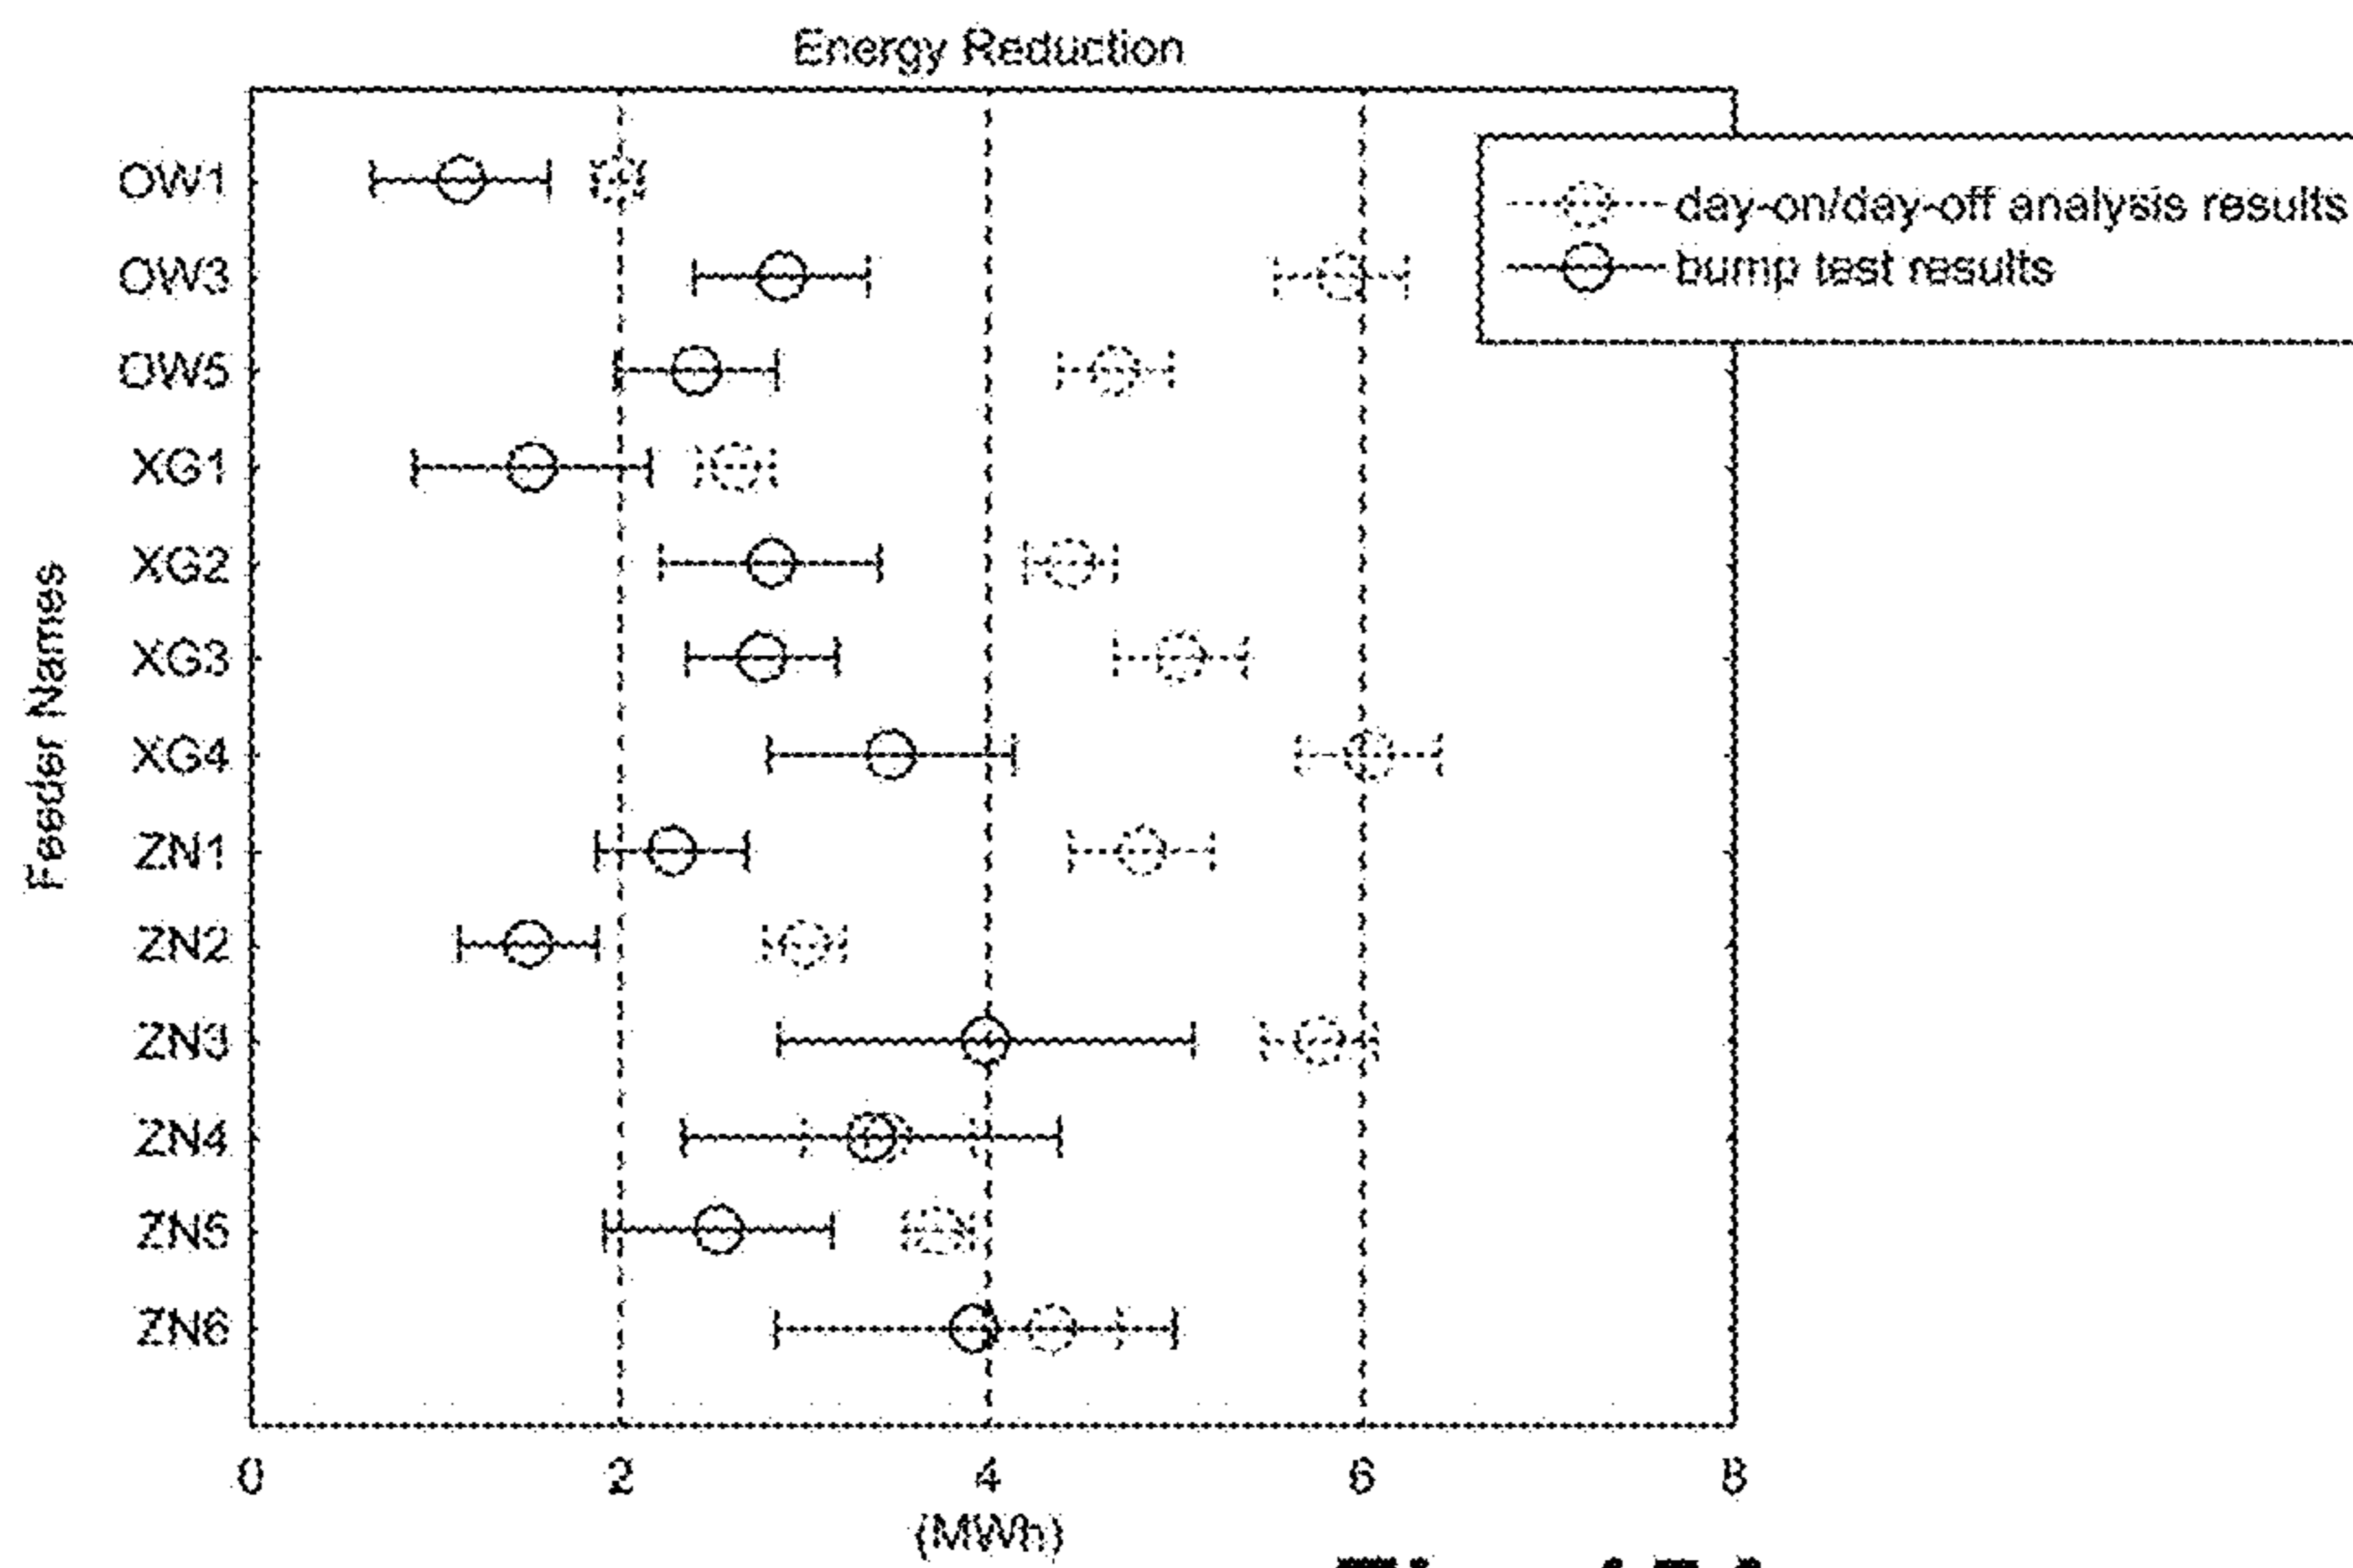 Energy Reduction
day-on/day-off analysis results
bump test results
Feeder Names
OW1
OW3
OW5
XG1
XG2
XG3
XG4
ZN1
ZN2
ZN3
ZN4
ZN5
ZN6
0 2 4 6 8
(MWh)